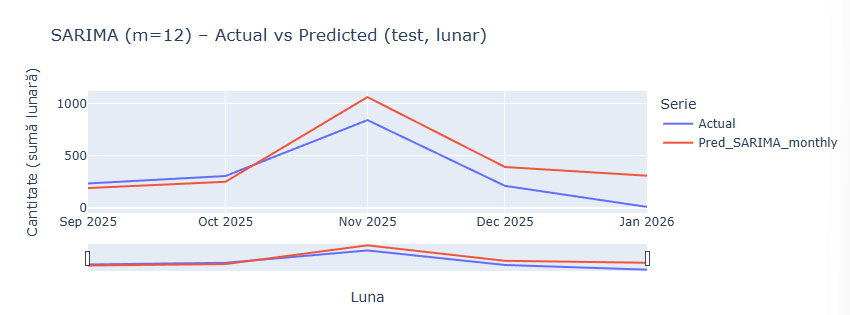 SARIMA (m=12) – Actual vs Predicted (test, lunar)
Cantitate (sumă lunară)
1000
500
0
Sep 2025 Oct 2025 Nov 2025 Dec 2025 Jan 2026
Luna
Serie
Actual
Pred_SARIMA_monthly